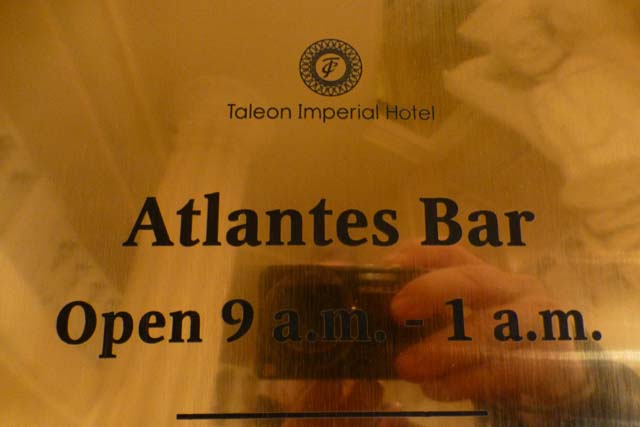 Taleon Imperial Hotel
Atlantes Bar
Open 9 a.m. - 1 a.m.